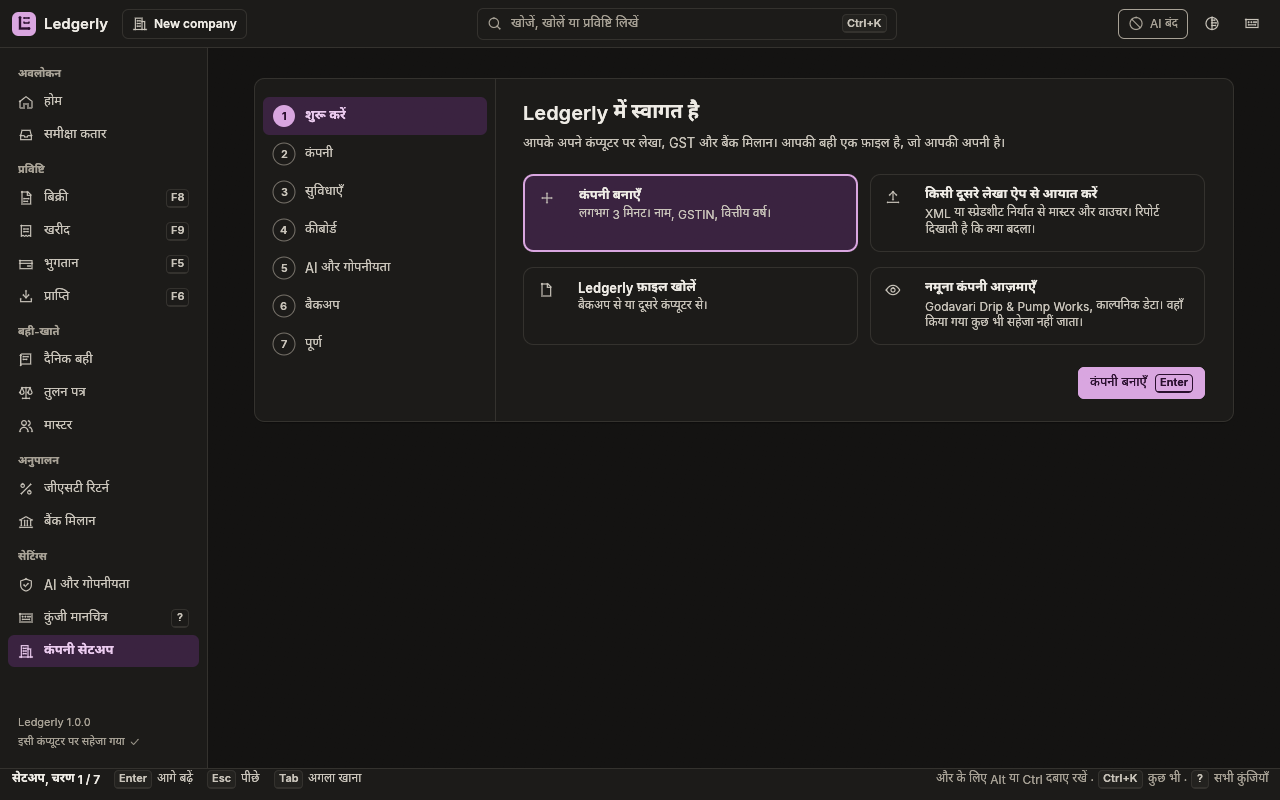 Ledgerly
New company
खोजें, खोलें या प्रविष्टि लिखें
Ctrl+K
AI बंद
अवलोकन
होम
समीक्षा कतार
प्रविष्टि
बिक्री F8
खरीद F9
भुगतान F5
प्राप्ति F6
बही-खाते
दैनिक बही
तुलन पत्र
मास्टर
अनुपालन
जीएसटी रिटर्न
बैंक मिलान
सेटिंग्स
AI और गोपनीयता
कुंजी मानचित्र ?
कंपनी सेटअप
Ledgerly 1.0.0
इसी कंप्यूटर पर सहेजा गया
1 शुरू करें
2 कंपनी
3 सुविधाएँ
4 कीबोर्ड
5 AI और गोपनीयता
6 बैकअप
7 पूर्ण
Ledgerly में स्वागत है
आपके अपने कंप्यूटर पर लेखा, GST और बैंक मिलान। आपकी बही एक फ़ाइल है, जो आपकी अपनी है।
कंपनी बनाएँ
लगभग 3 मिनट। नाम, GSTIN, वित्तीय वर्ष।
किसी दूसरे लेखा ऐप से आयात करें
XML या स्प्रेडशीट निर्यात से मास्टर और वाउचर। रिपोर्ट
दिखाती है कि क्या बदला।
Ledgerly फ़ाइल खोलें
बैकअप से या दूसरे कंप्यूटर से।
नमूना कंपनी आज़माएँ
Godavari Drip & Pump Works, काल्पनिक डेटा। वहाँ
किया गया कुछ भी सहेजा नहीं जाता।
कंपनी बनाएँ Enter
सेटअप, चरण 1 / 7 Enter आगे बढ़ें Esc पीछे Tab अगला खाना
और के लिए Alt या Ctrl दबाए रखें · Ctrl+K कुछ भी · ? सभी कुंजियाँ